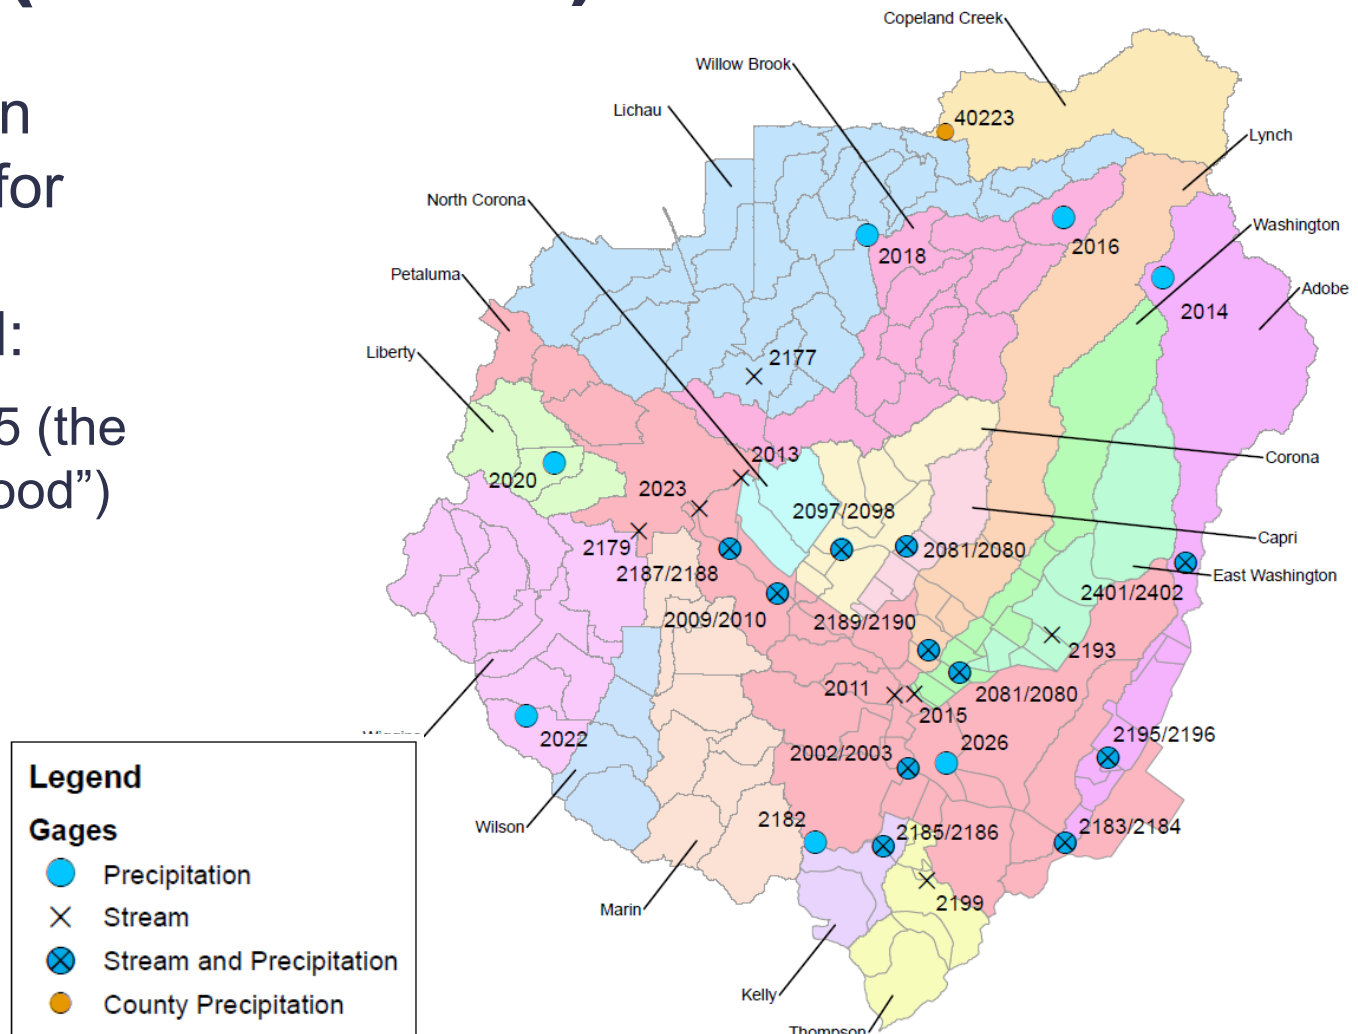 (
)
n
for
l:
5 (the
ood”)
Copeland Creek
Willow Brook
Lichau
40223
Lynch
North Corona
Washington
2018
2016
Petaluma
Adobe
2014
Liberty
2177
2013
Corona
2020
2023
2097/2098
Capri
2179
2081/2080
2187/2188
East Washington
2401/2402
2009/2010
2189/2190
2193
2011
2081/2080
2015
2022
2195/2196
2002/2003
2026
Wilson
2182
2185/2186
2183/2184
Marin
2199
Kelly
Thompson
Legend
Gages
Precipitation
Stream
Stream and Precipitation
County Precipitation